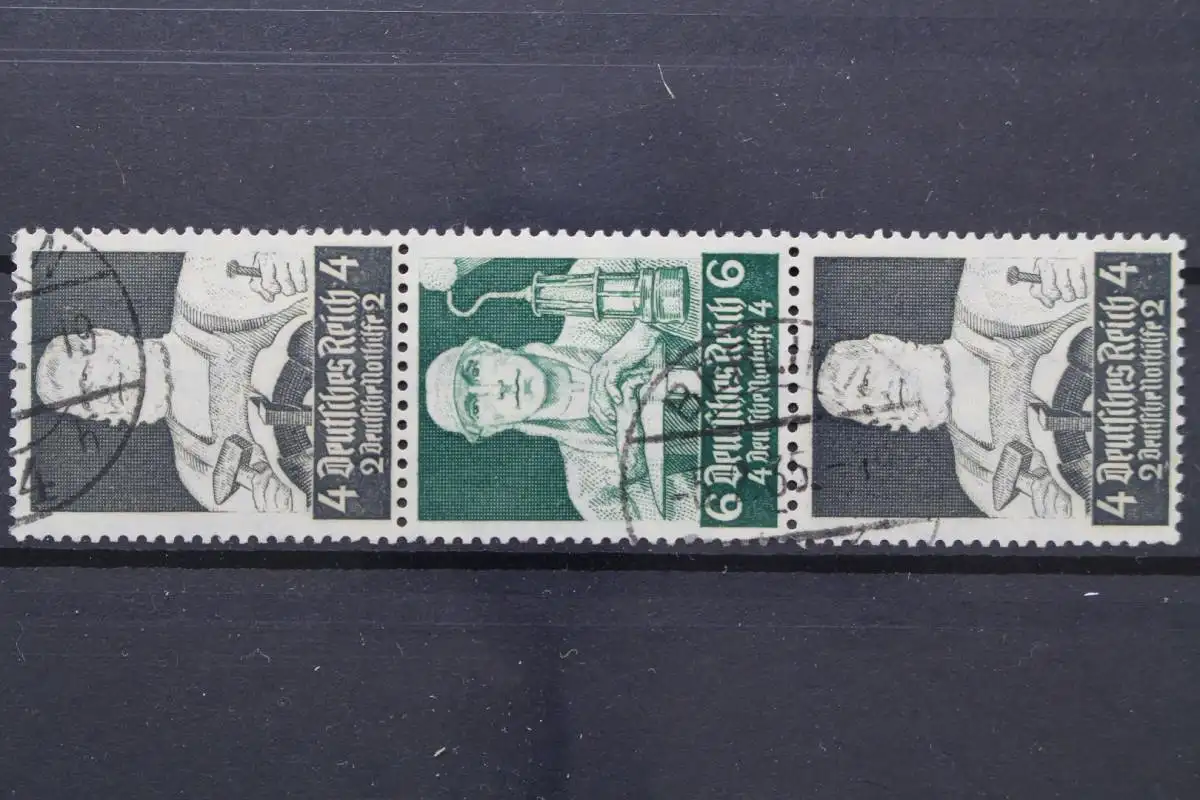 4 Deutsches Reich 4
2 Deutsche Nothilfe 2
6 Deutsches Reich 6
4 Deutsche Nothilfe 4
4 Deutsches Reich 4
2 Deutsche Nothilfe 2
4